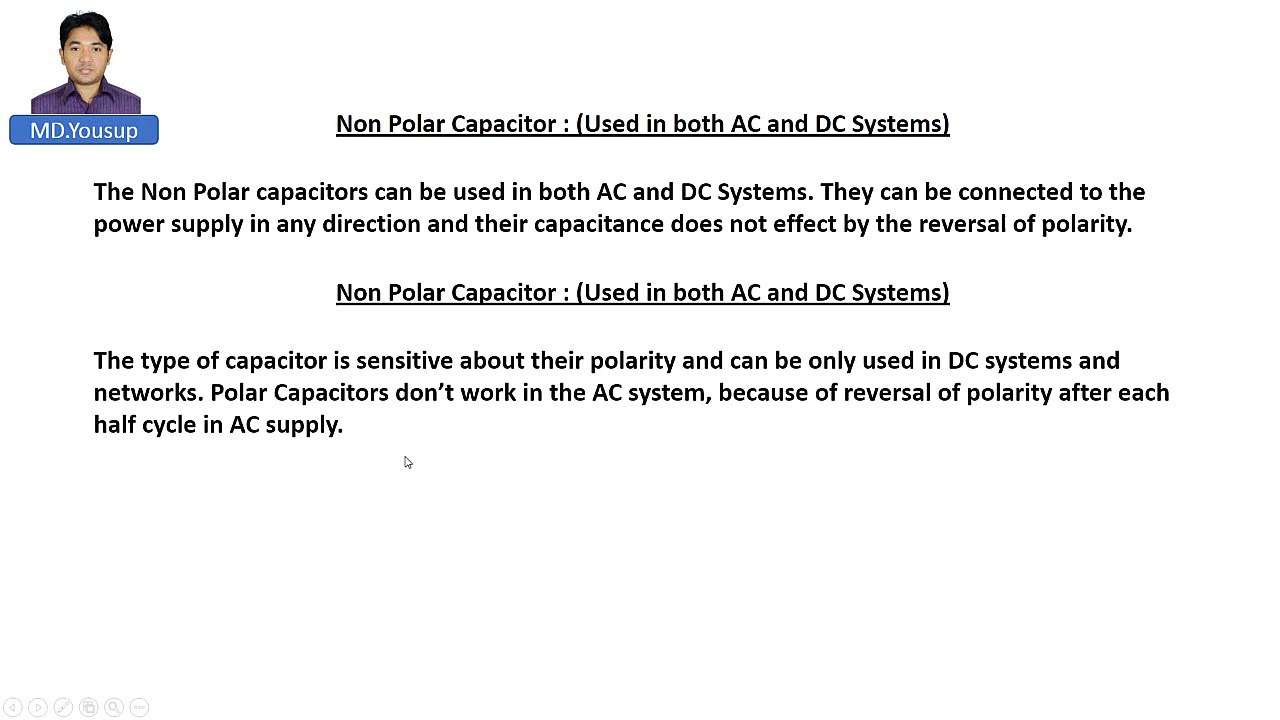 MD.Yousup
Non Polar Capacitor : (Used in both AC and DC Systems)
The Non Polar capacitors can be used in both AC and DC Systems. They can be connected to the
power supply in any direction and their capacitance does not effect by the reversal of polarity.
Non Polar Capacitor : (Used in both AC and DC Systems)
The type of capacitor is sensitive about their polarity and can be only used in DC systems and
networks. Polar Capacitors don’t work in the AC system, because of reversal of polarity after each
half cycle in AC supply.